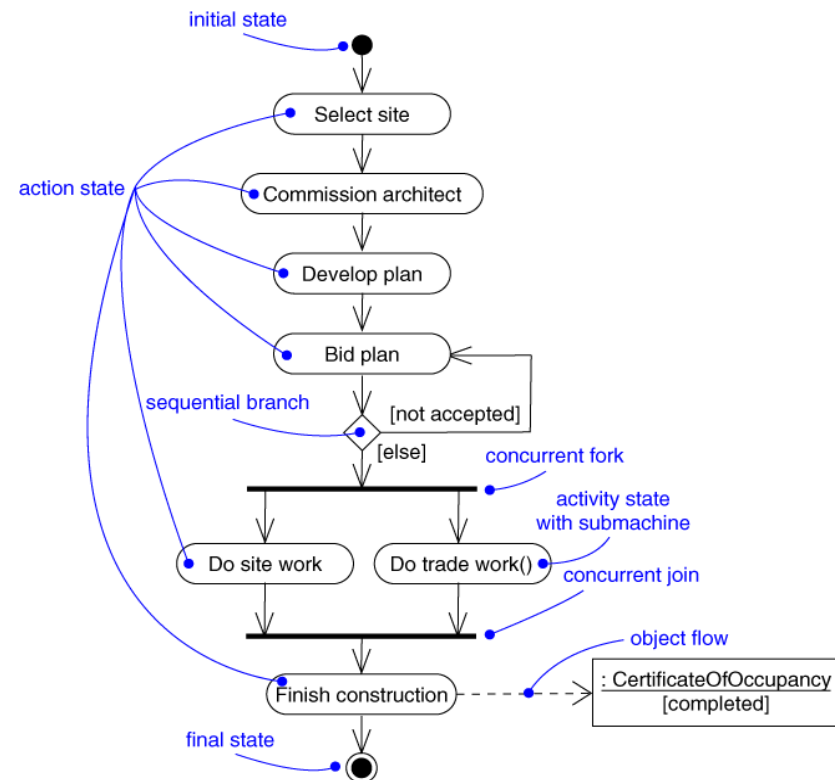 initial state
Select site
action state
Commission architect
Develop plan
Bid plan
sequential branch
[not accepted]
[else]
concurrent fork
activity state
with submachine
Do site work
Do trade work()
concurrent join
object flow
: CertificateOfOccupancy
[completed]
Finish construction
final state